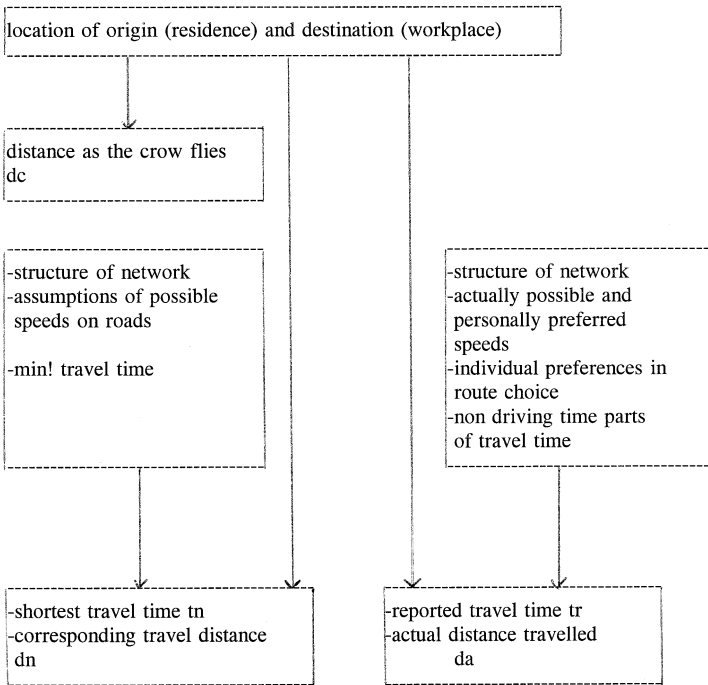 location of origin (residence) and destination (workplace)
distance as the crow flies
dc
-structure of network
-assumptions of possible
speeds on roads
-min! travel time
-structure of network
-actually possible and
personally preferred
speeds
-individual preferences in
route choice
-non driving time parts
of travel time
-shortest travel time tn
-corresponding travel distance
dn
-reported travel time tr
-actual distance travelled
da